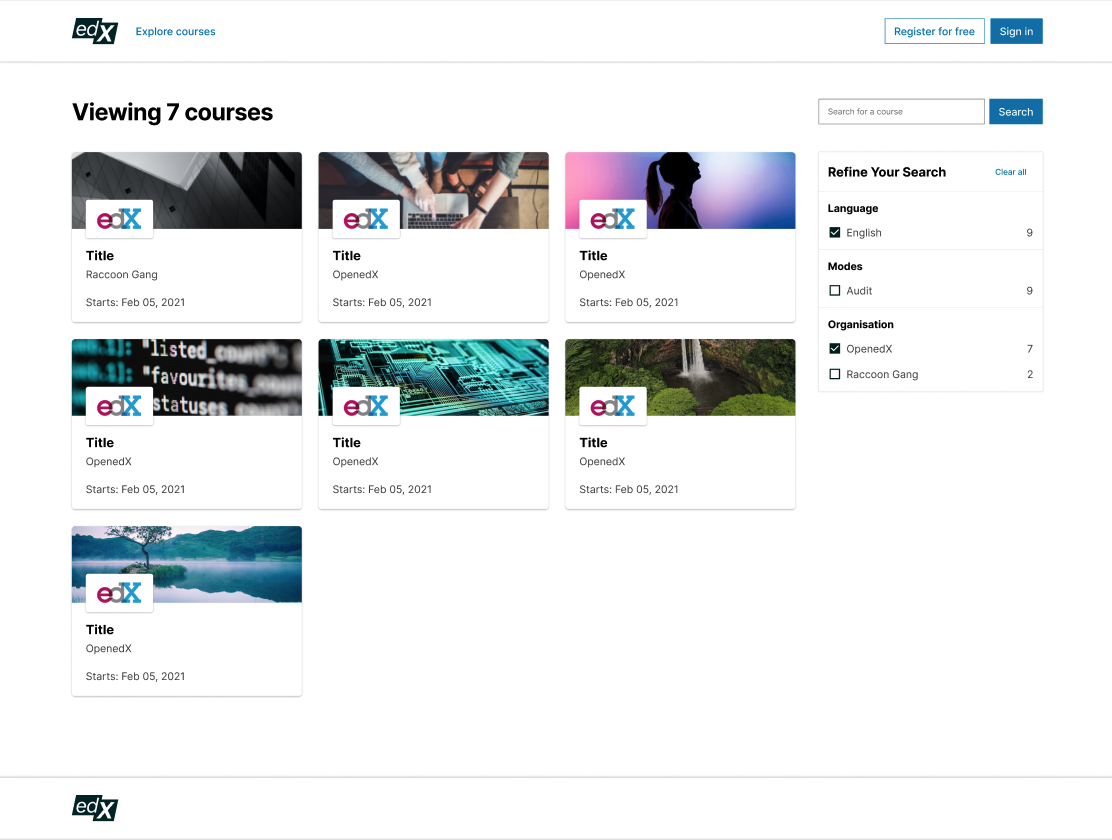 edX
Explore courses
Register for free
Sign in
Viewing 7 courses
Search for a course
Search
edX
Title
Raccoon Gang
Starts: Feb 05, 2021
edX
Title
OpenedX
Starts: Feb 05, 2021
edX
Title
OpenedX
Starts: Feb 05, 2021
"listed_count
"favourites_count
statuses_count
edX
Title
OpenedX
Starts: Feb 05, 2021
edX
Title
OpenedX
Starts: Feb 05, 2021
edX
Title
OpenedX
Starts: Feb 05, 2021
edX
Title
OpenedX
Starts: Feb 05, 2021
Refine Your Search
Clear all
Language
English 9
Modes
Audit 9
Organisation
OpenedX 7
Raccoon Gang 2
edX